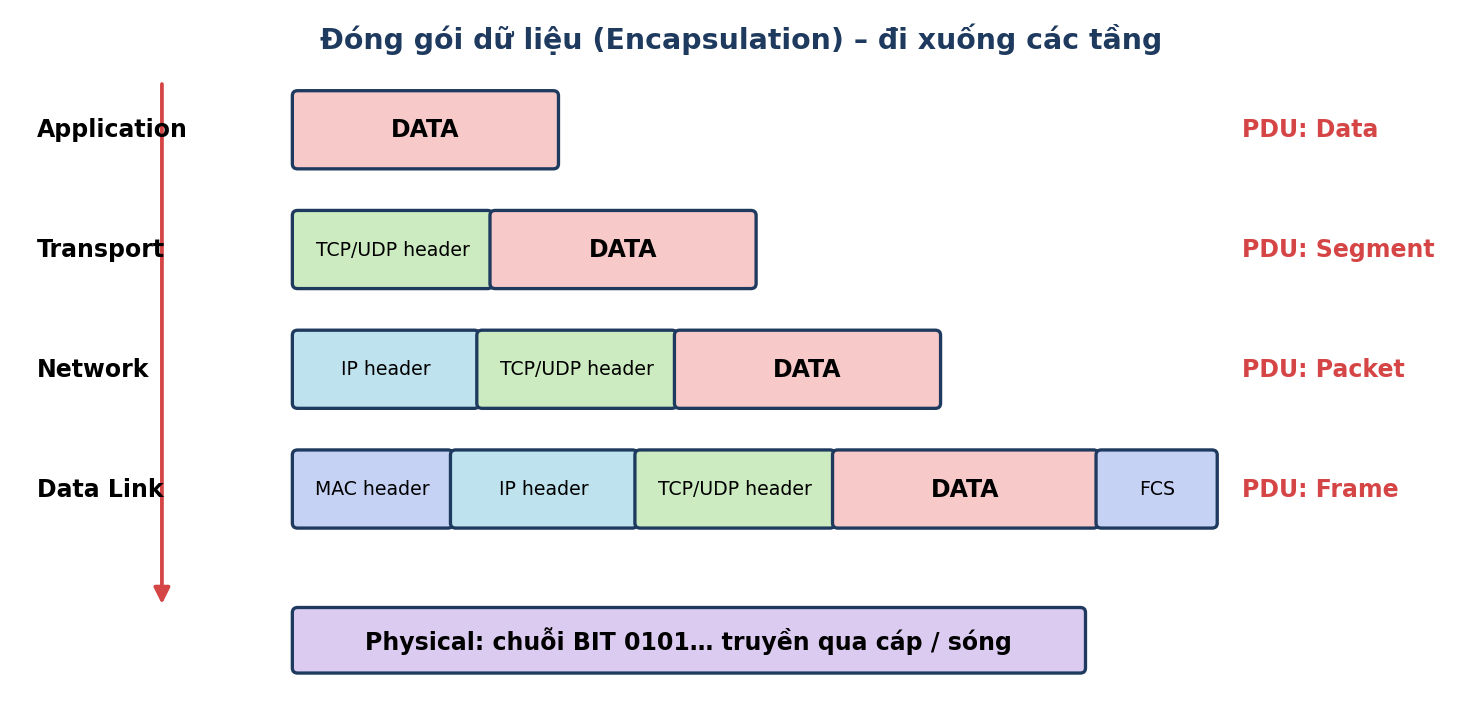 Đóng gói dữ liệu (Encapsulation) – đi xuống các tầng
Application DATA PDU: Data
Transport TCP/UDP header DATA PDU: Segment
Network IP header TCP/UDP header DATA PDU: Packet
Data Link MAC header IP header TCP/UDP header DATA FCS PDU: Frame
Physical: chuỗi BIT 0101… truyền qua cáp / sóng